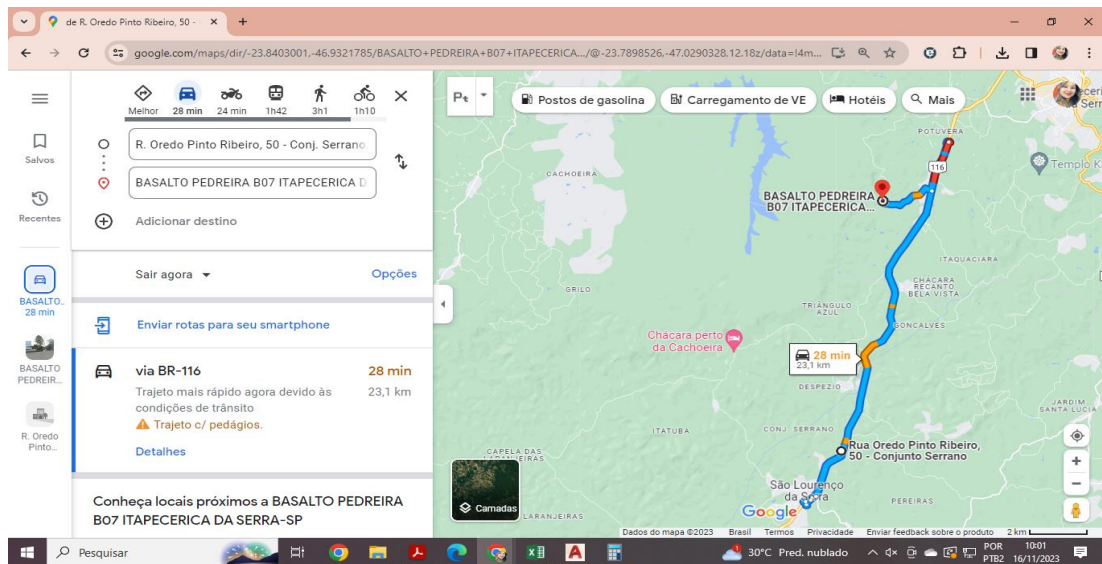 de R. Oredo Pinto Ribeiro, 50 -
google.com/maps/dir/-23.8403001,-46.9321785/BASALTO+PEDREIRA+B07+ITAPECERICA.../@-23.7898526,-47.0290328,12.18z/data=!4m...
Melhor
28 min
24 min
1h42
3h1
1h10
Salvos
Recentes
BASALTO..
28 min
BASALTO
PEDREIR...
R. Oredo
Pinto...
R. Oredo Pinto Ribeiro, 50 - Conj. Serrano,
BASALTO PEDREIRA B07 ITAPECERICA D
Adicionar destino
Sair agora
Opções
Enviar rotas para seu smartphone
via BR-116
28 min
Trajeto mais rápido agora devido às
23,1 km
condições de trânsito
Trajeto c/ pedágios.
Detalhes
Conheça locais próximos a BASALTO PEDREIRA
B07 ITAPECERICA DA SERRA-SP
Postos de gasolina
Carregamento de VE
Hotéis
Mais
POTUVERA
116
Templo K
CACHOEIRA
BASALTO PEDREIRA
B07 ITAPECERICA...
ITAQUACIARA
CHÁCARA
RECANTO
BELA VISTA
GRILO
TRIÂNGULO
AZUL
GONCALVES
Chácara perto
da Cachoeira
28 min
23,1 km
DESPEZIO
JARDIM
SANTA LUCIA
ITATUBA
CONJ. SERRANO
Rua Oredo Pinto Ribeiro,
50 - Conjunto Serrano
CAPELA DAS
LARANJEIRAS
São Lourenço
da Serra
PEREIRAS
Camadas
LARANJEIRAS
Google
Dados do mapa ©2023
Brasil
Termos
Privacidade
Enviar feedback sobre o produto
2 km
Pesquisar
30°C Pred. nublado
POR
PTB2
10:01
16/11/2023